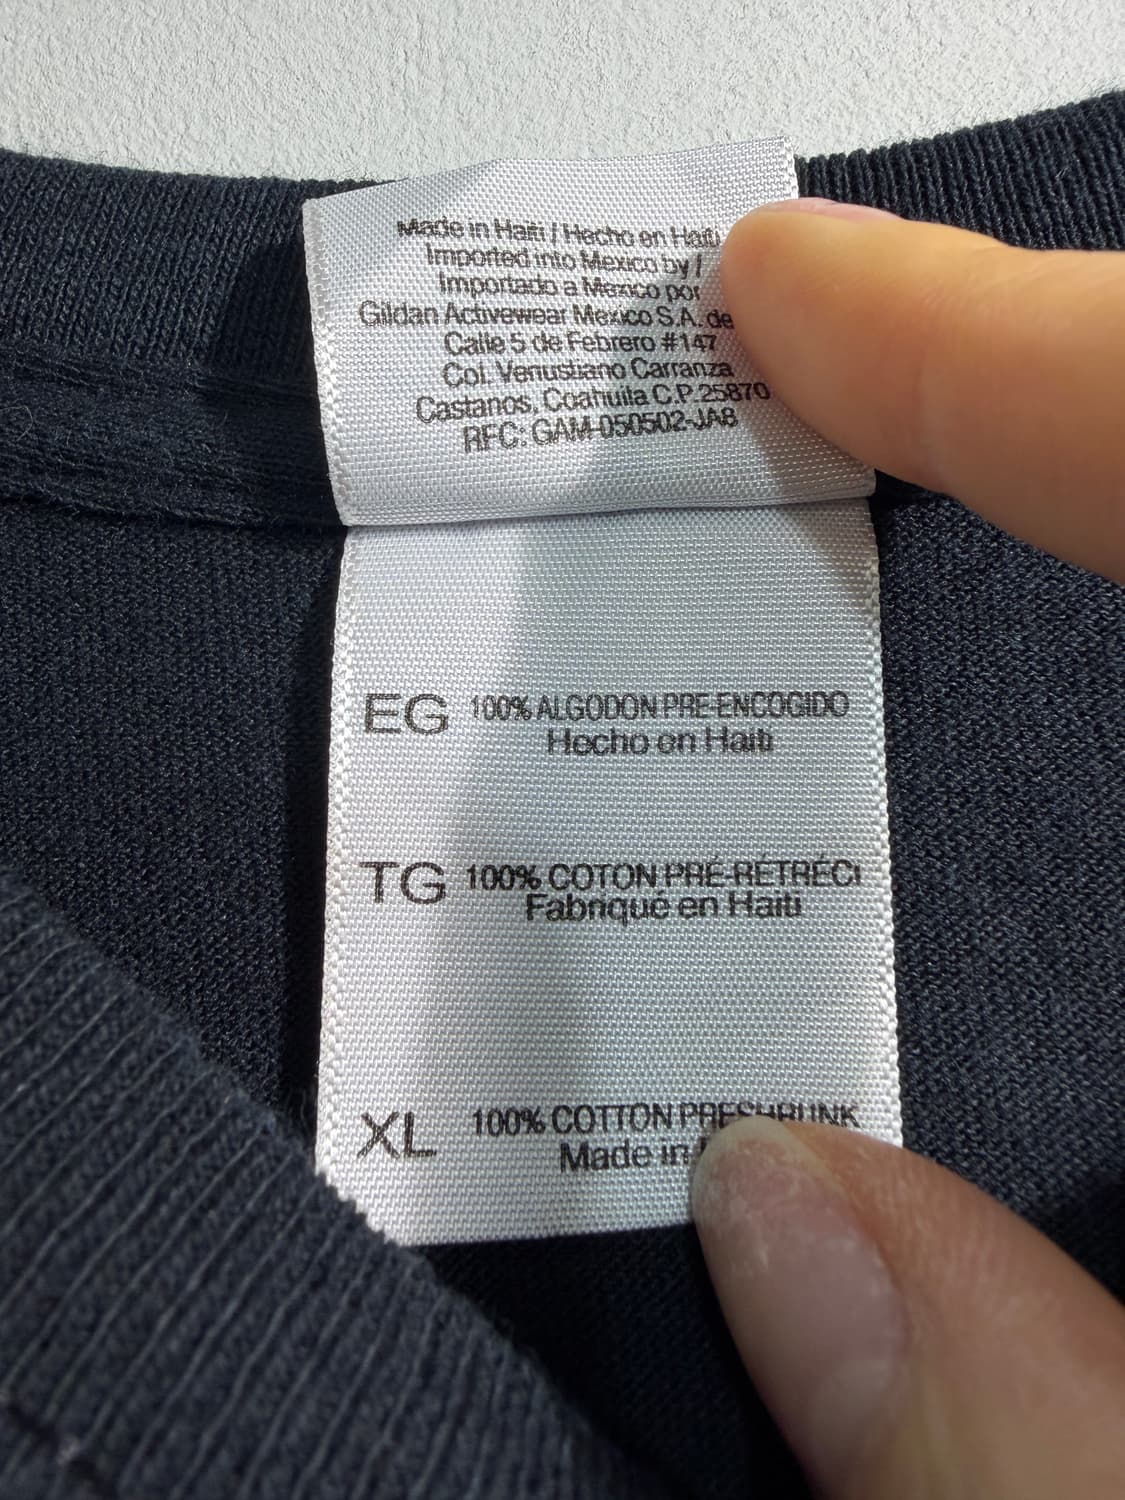 Made in Haiti / Hecho en Haiti
Imported into Mexico by /
Importado a Mexico por
Gildan Activewear Mexico S.A. de
Calle 5 de Febrero #147
Col. Venustiano Carranza
Castanos, Coahuila C.P.25870
RFC: GAM-050502-JA8
EG 100% ALGODON PRE-ENCOGIDO
Hecho en Haiti
TG 100% COTON PRÉ-RÉTRÉCI
Fabriqué en Haiti
XL 100% COTTON PRESHRUNK
Made in